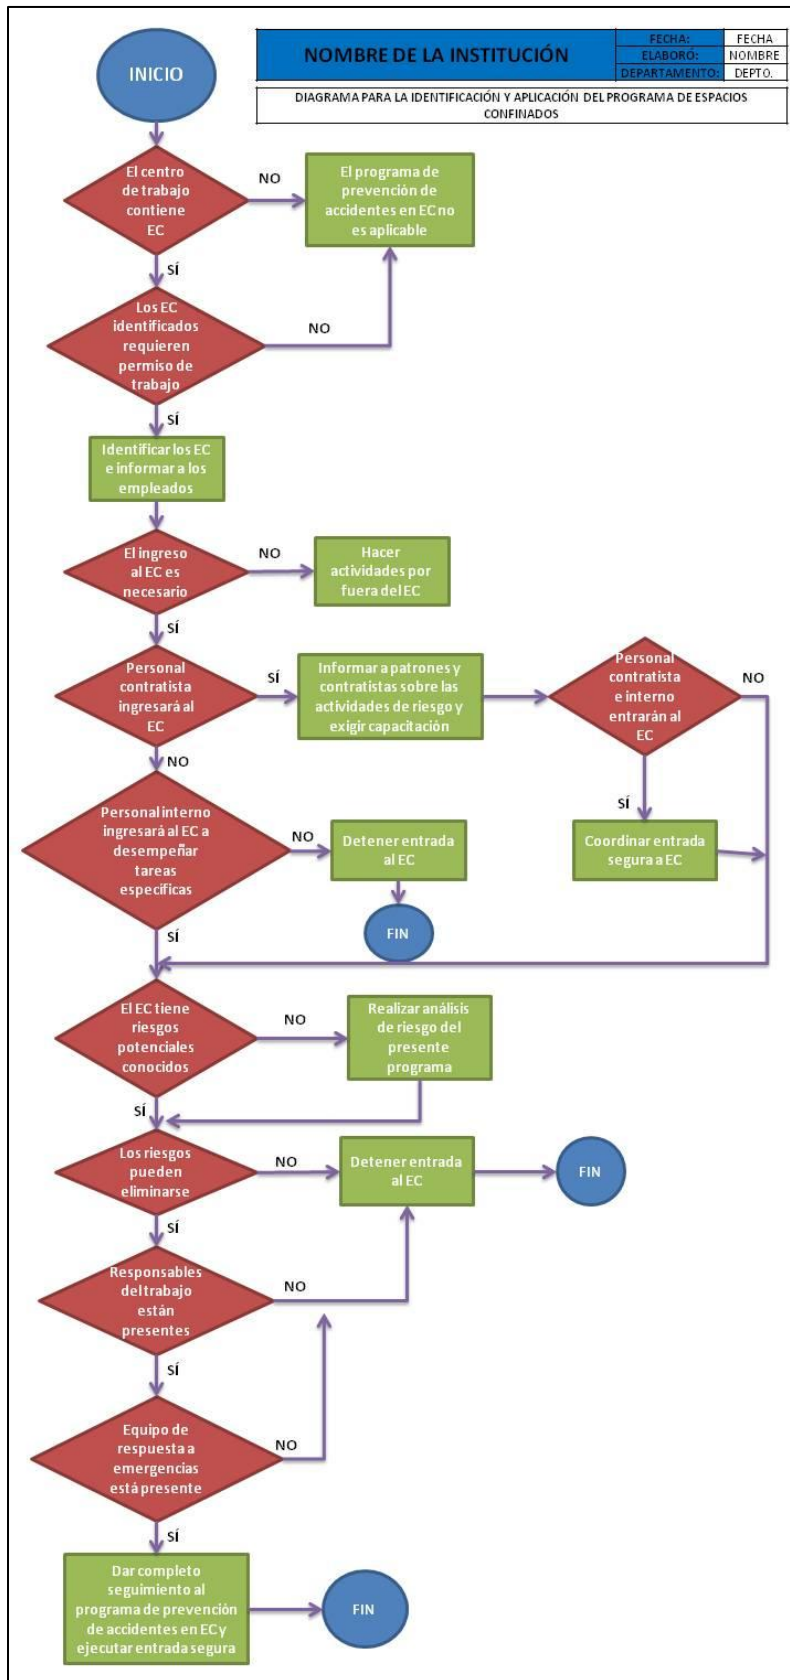 INICIO
NOMBRE DE LA INSTITUCIÓN
FECHA:
FECHA
ELABORÓ:
NOMBRE
DEPARTAMENTO:
DEPTO.
DIAGRAMA PARA LA IDENTIFICACIÓN Y APLICACIÓN DEL PROGRAMA DE ESPACIOS
CONFINADOS
El centro
de trabajo
contiene
EC
NO
El programa de
prevención de
accidentes en EC no
es aplicable
SÍ
Los EC
identificados
requieren
permiso de
trabajo
NO
SÍ
Identificar los EC
e informar a los
empleados
El ingreso
al EC es
necesario
NO
Hacer
actividades por
fuera del EC
SÍ
Personal
contratista
ingresará al
EC
SÍ
Informar a patrones y
contratistas sobre las
actividades de riesgo y
exigir capacitación
Personal
contratista
e interno
entrarán al
EC
NO
NO
SÍ
Personal interno
ingresará al EC a
desempeñar
tareas
específicas
NO
Detener entrada
al EC
Coordinar entrada
segura a EC
FIN
SÍ
El EC tiene
riesgos
potenciales
conocidos
NO
Realizar análisis
de riesgo del
presente
programa
SÍ
Los riesgos
pueden
eliminarse
NO
Detener entrada
al EC
FIN
SÍ
Responsables
del trabajo
están
presentes
NO
SÍ
Equipo de
respuesta a
emergencias
está presente
NO
SÍ
Dar completo
seguimiento al
programa de prevención
de accidentes en EC y
ejecutar entrada segura
FIN